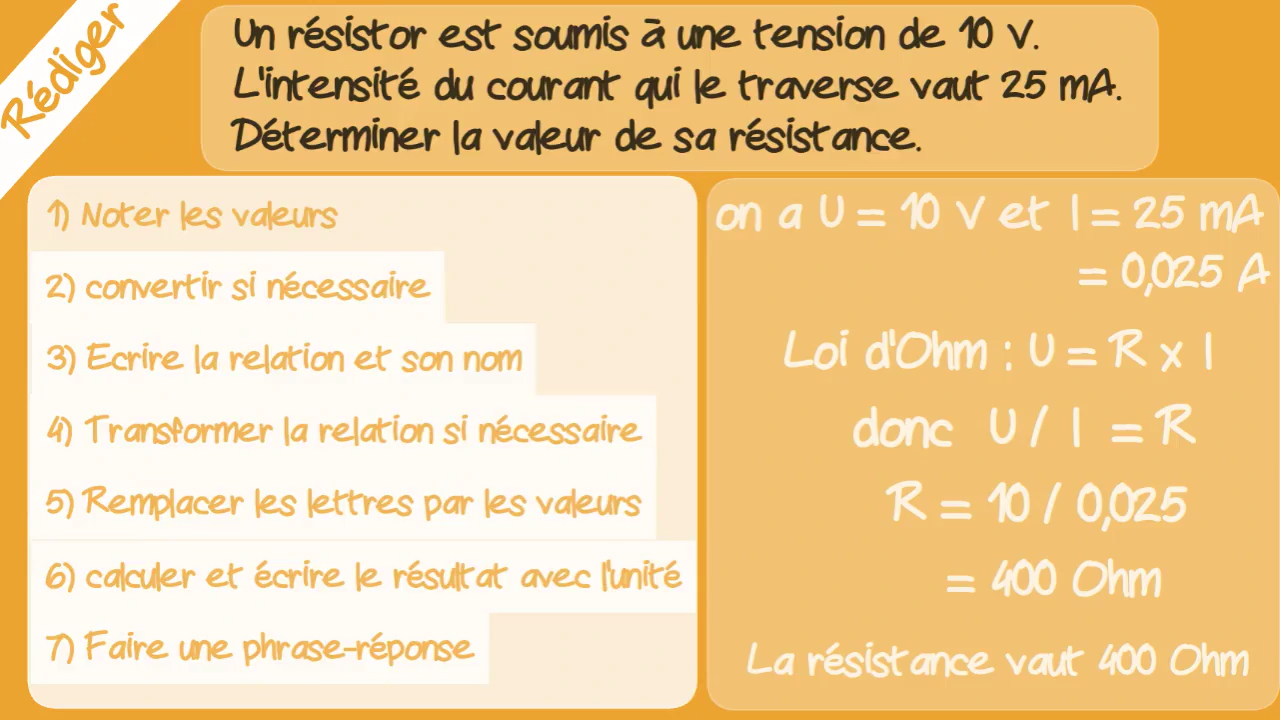 Rédiger
Un résistor est soumis à une tension de 10 V.
L'intensité du courant qui le traverse vaut 25 mA.
Déterminer la valeur de sa résistance.
1) Noter les valeurs
2) convertir si nécessaire
3) Ecrire la relation et son nom
4) Transformer la relation si nécessaire
5) Remplacer les lettres par les valeurs
6) calculer et écrire le résultat avec l'unité
7) Faire une phrase-réponse
on a U = 10 V et I = 25 mA
= 0,025 A
Loi d'Ohm : U = R x I
donc U / I = R
R = 10 / 0,025
= 400 Ohm
La résistance vaut 400 Ohm